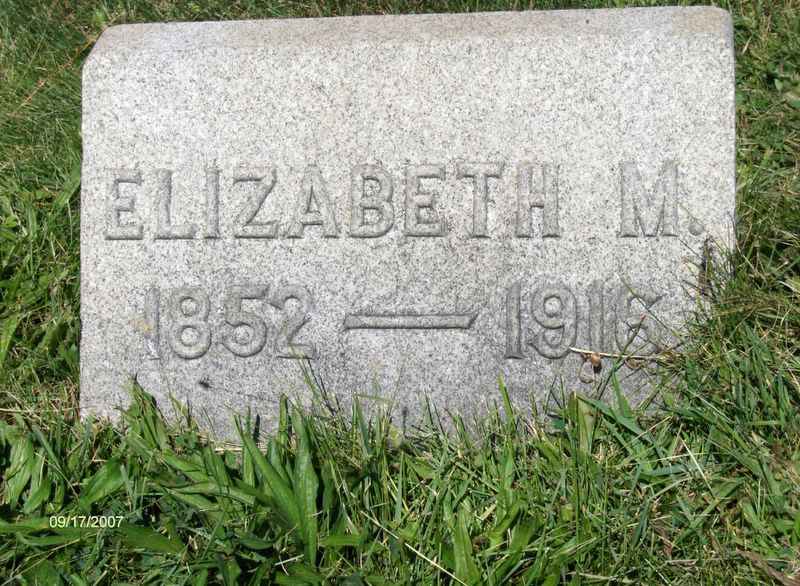 ELIZABETH M.
1852 — 1916
09/17/2007